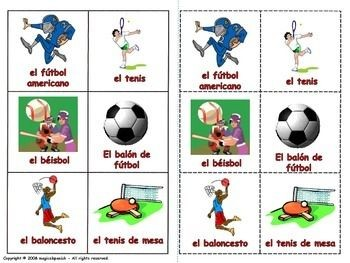 el fútbol
americano
el tenis
el béisbol
El balón de
fútbol
el baloncesto
el tenis de mesa
el fútbol
americano
el tenis
el béisbol
El balón de
fútbol
el baloncesto
el tenis de mesa
Copyright © 2008 magicspanish - All rights reserved